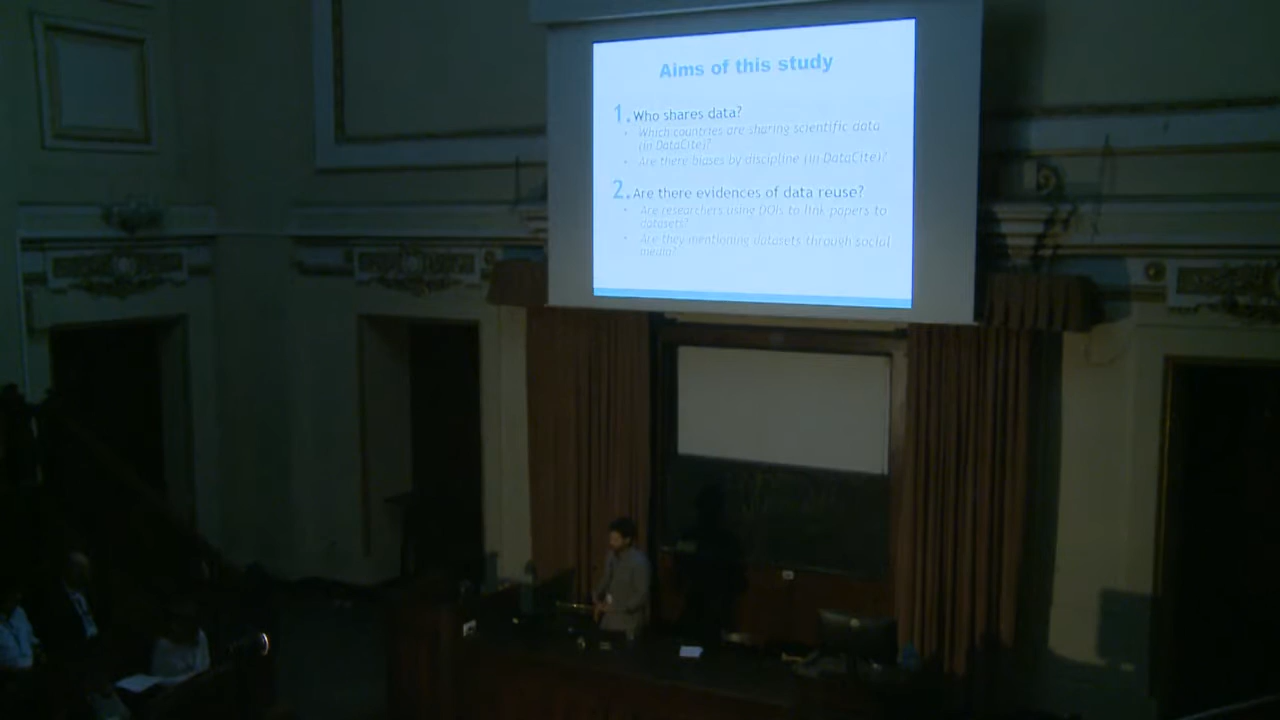 Aims of this study
1. Who shares data?
• Which countries are sharing scientific data
(in DataCite)?
• Are there biases by discipline (in DataCite)?
2. Are there evidences of data reuse?
• Are researchers using DOIs to link papers to
datasets?
• Are they mentioning datasets through social
media?